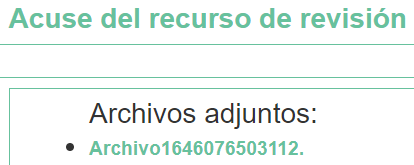 Acuse del recurso de revisión
Archivos adjuntos:
Archivo1646076503112.